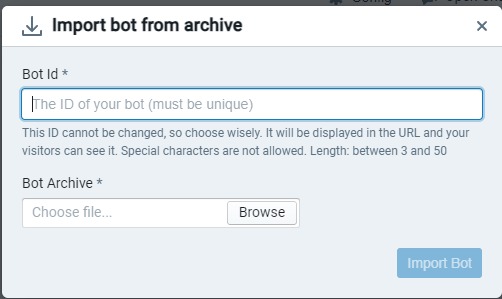 Import bot from archive
Bot Id *
The ID of your bot (must be unique)
This ID cannot be changed, so choose wisely. It will be displayed in the URL and your
visitors can see it. Special characters are not allowed. Length: between 3 and 50
Bot Archive *
Choose file... Browse
Import Bot